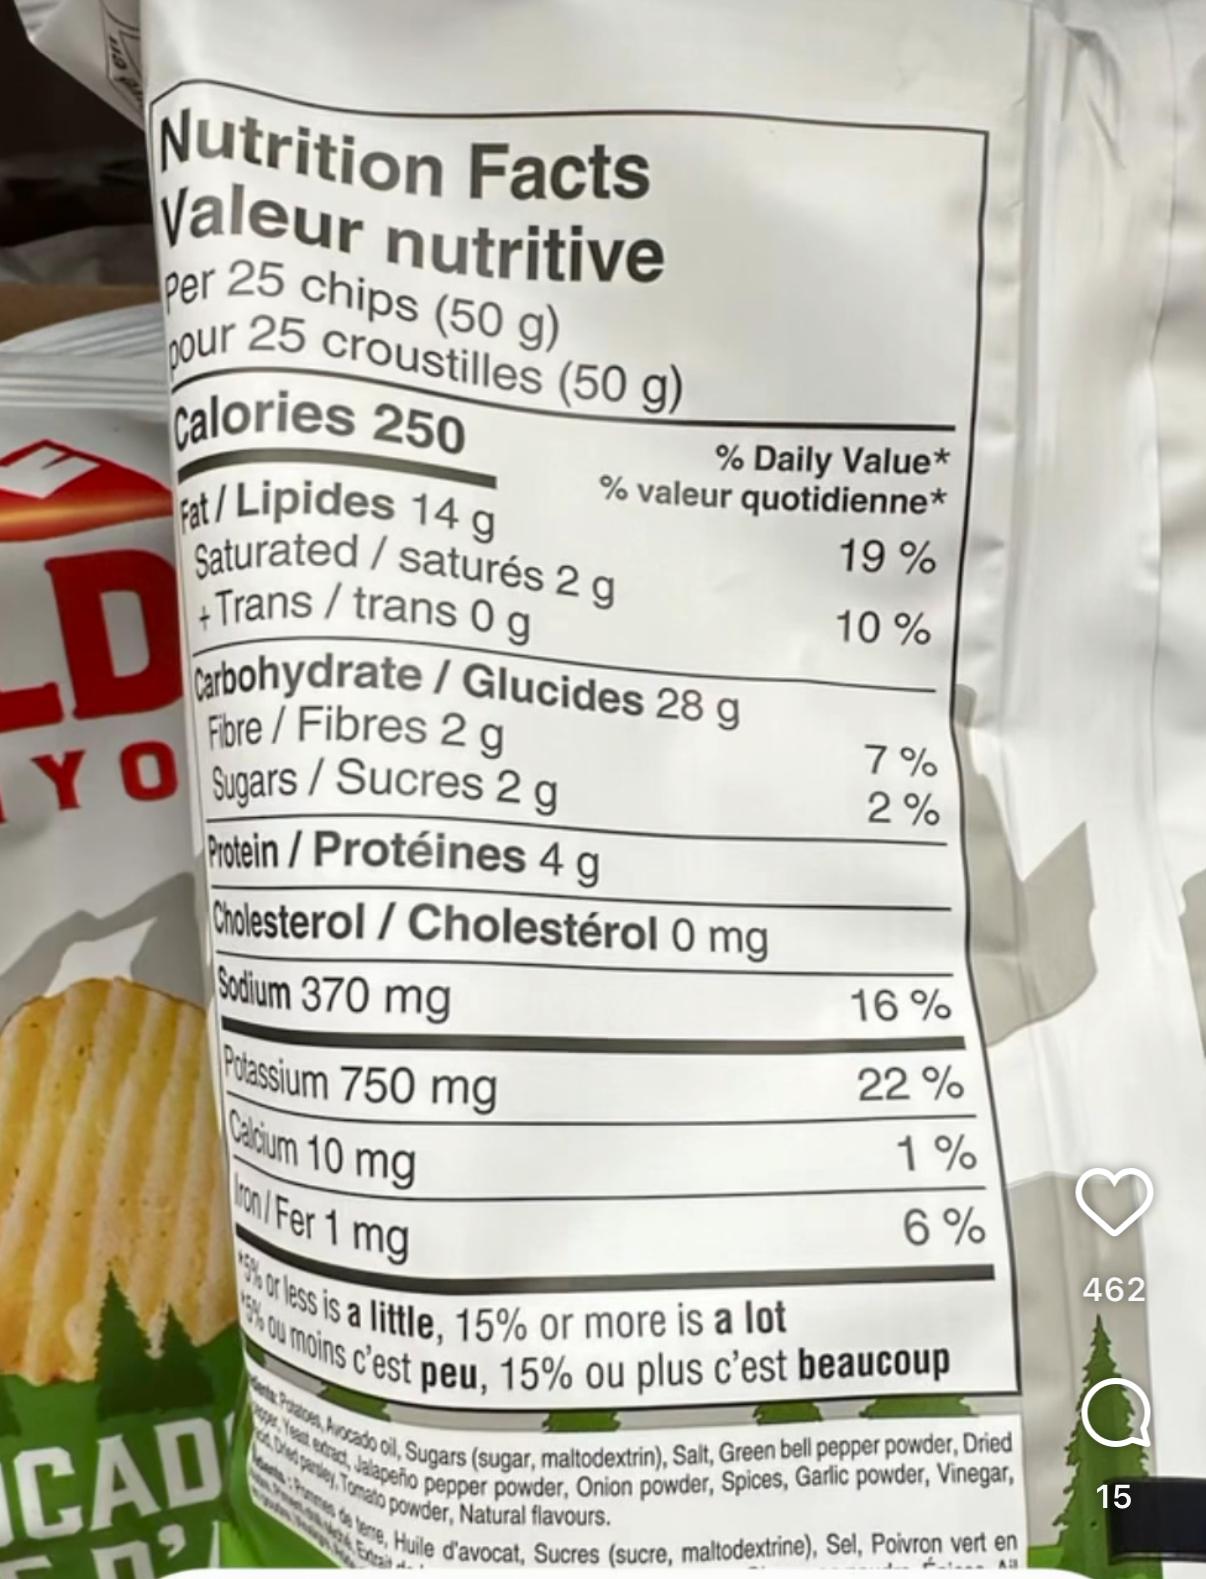 Nutrition Facts
Valeur nutritive
Per 25 chips (50 g)
pour 25 croustilles (50 g)
Calories 250
% Daily Value*
% valeur quotidienne*
Fat / Lipides 14 g 19 %
Saturated / saturés 2 g
+ Trans / trans 0 g 10 %
Carbohydrate / Glucides 28 g
Fibre / Fibres 2 g 7 %
Sugars / Sucres 2 g 2 %
Protein / Protéines 4 g
Cholesterol / Cholestérol 0 mg
Sodium 370 mg 16 %
Potassium 750 mg 22 %
Calcium 10 mg 1 %
Iron / Fer 1 mg 6 %
*5% or less is a little, 15% or more is a lot
*5% ou moins c'est peu, 15% ou plus c'est beaucoup
Potatoes, Avocado oil, Sugars (sugar, maltodextrin), Salt, Green bell pepper powder, Dried
pepper, Yeast extract, Jalapeño pepper powder, Onion powder, Spices, Garlic powder, Vinegar,
Dried parsley, Tomato powder, Natural flavours.
Pommes de terre, Huile d'avocat, Sucres (sucre, maltodextrine), Sel, Poivron vert en
LD
YO
CAD
D'
462
15